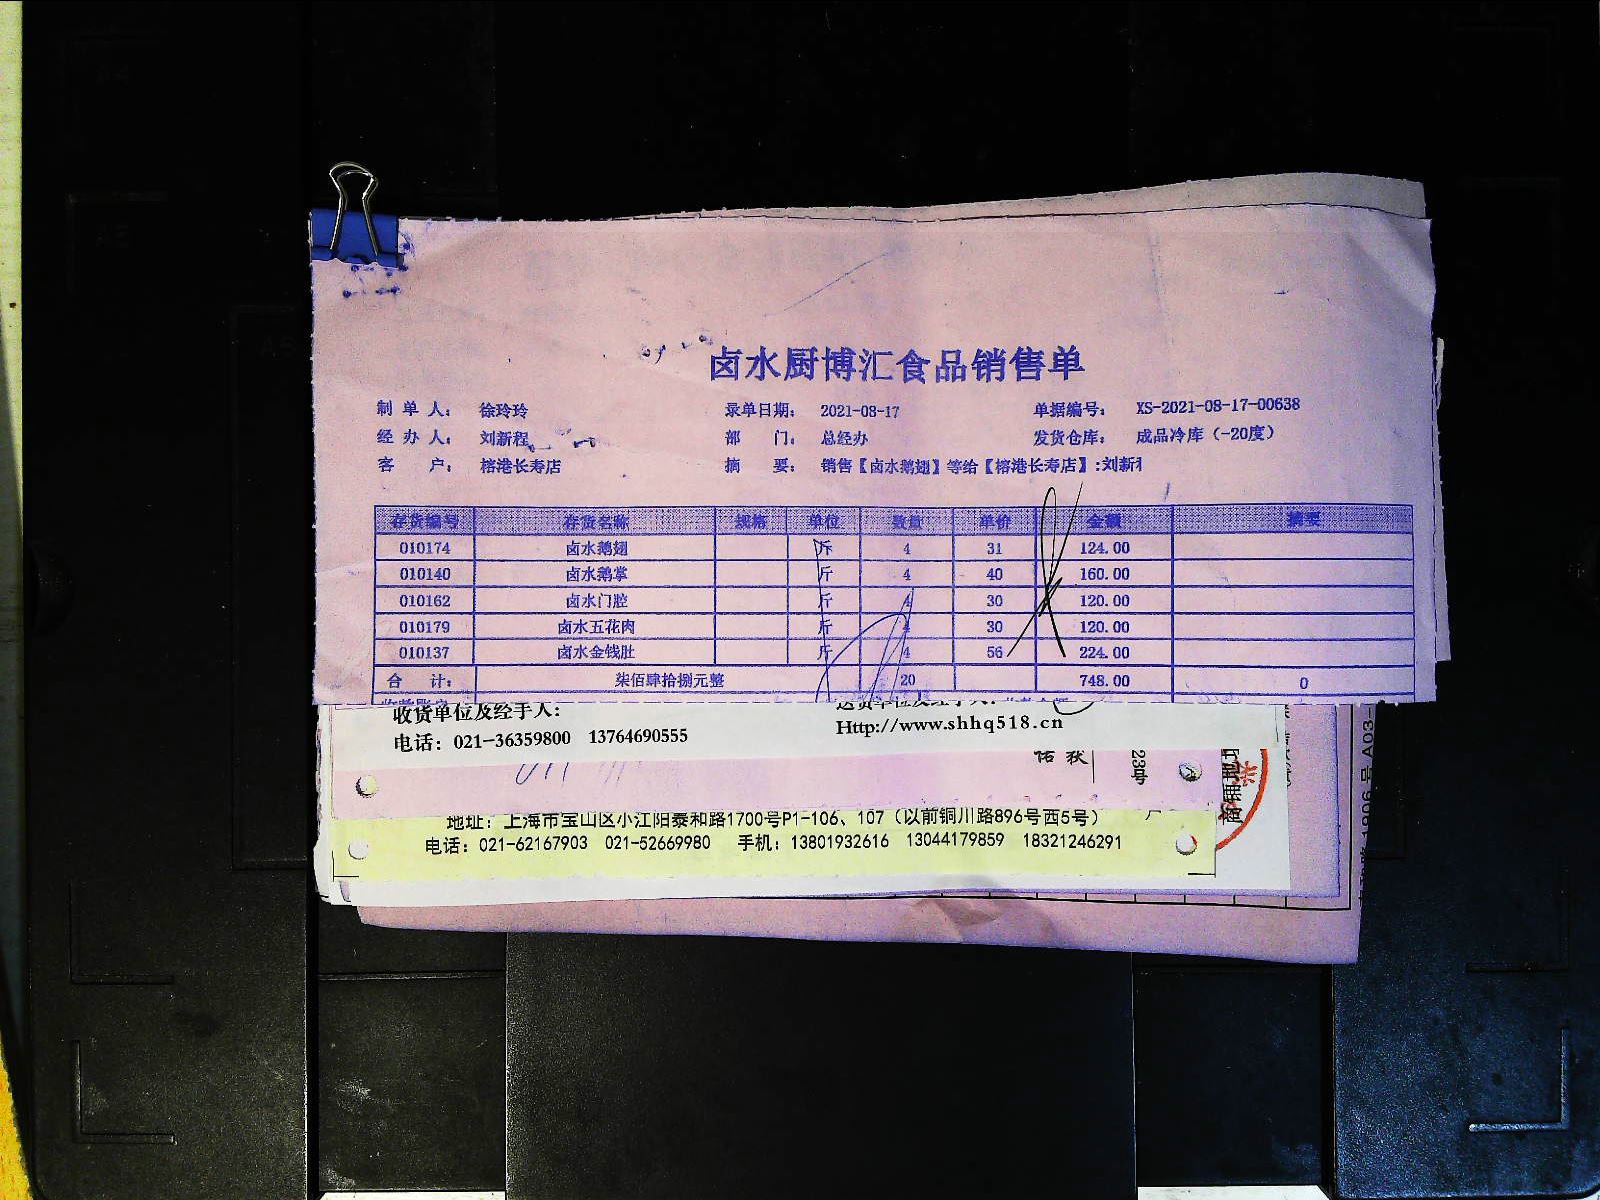 卤水厨博汇食品销售单
制 单 人： 徐玲玲 录单日期： 2021-08-17 单据编号： XS-2021-08-17-00638
经 办 人： 刘新程 部 门： 总经办 发货仓库： 成品冷库（-20度）
客 户： 榕港长寿店 摘 要： 销售【卤水鹅翅】等给【榕港长寿店】:刘新
存货编号 存货名称 规格 单位 数量 单价 金额 摘要
010174 卤水鹅翅 斤 4 31 124.00
010140 卤水鹅掌 斤 4 40 160.00
010162 卤水门腔 斤 4 30 120.00
010179 卤水五花肉 斤 4 30 120.00
010137 卤水金钱肚 斤 4 56 224.00
合 计： 柒佰肆拾捌元整 20 748.00 0
收货单位及经手人： 送货单位及经手人：
电话：021-36359800 13764690555 Http://www.shhq518.cn
23号
地址：上海市宝山区小江阳泰和路1700号P1-106、107（以前铜川路896号西5号）
电话：021-62167903 021-52669980 手机：13801932616 13044179859 18321246291